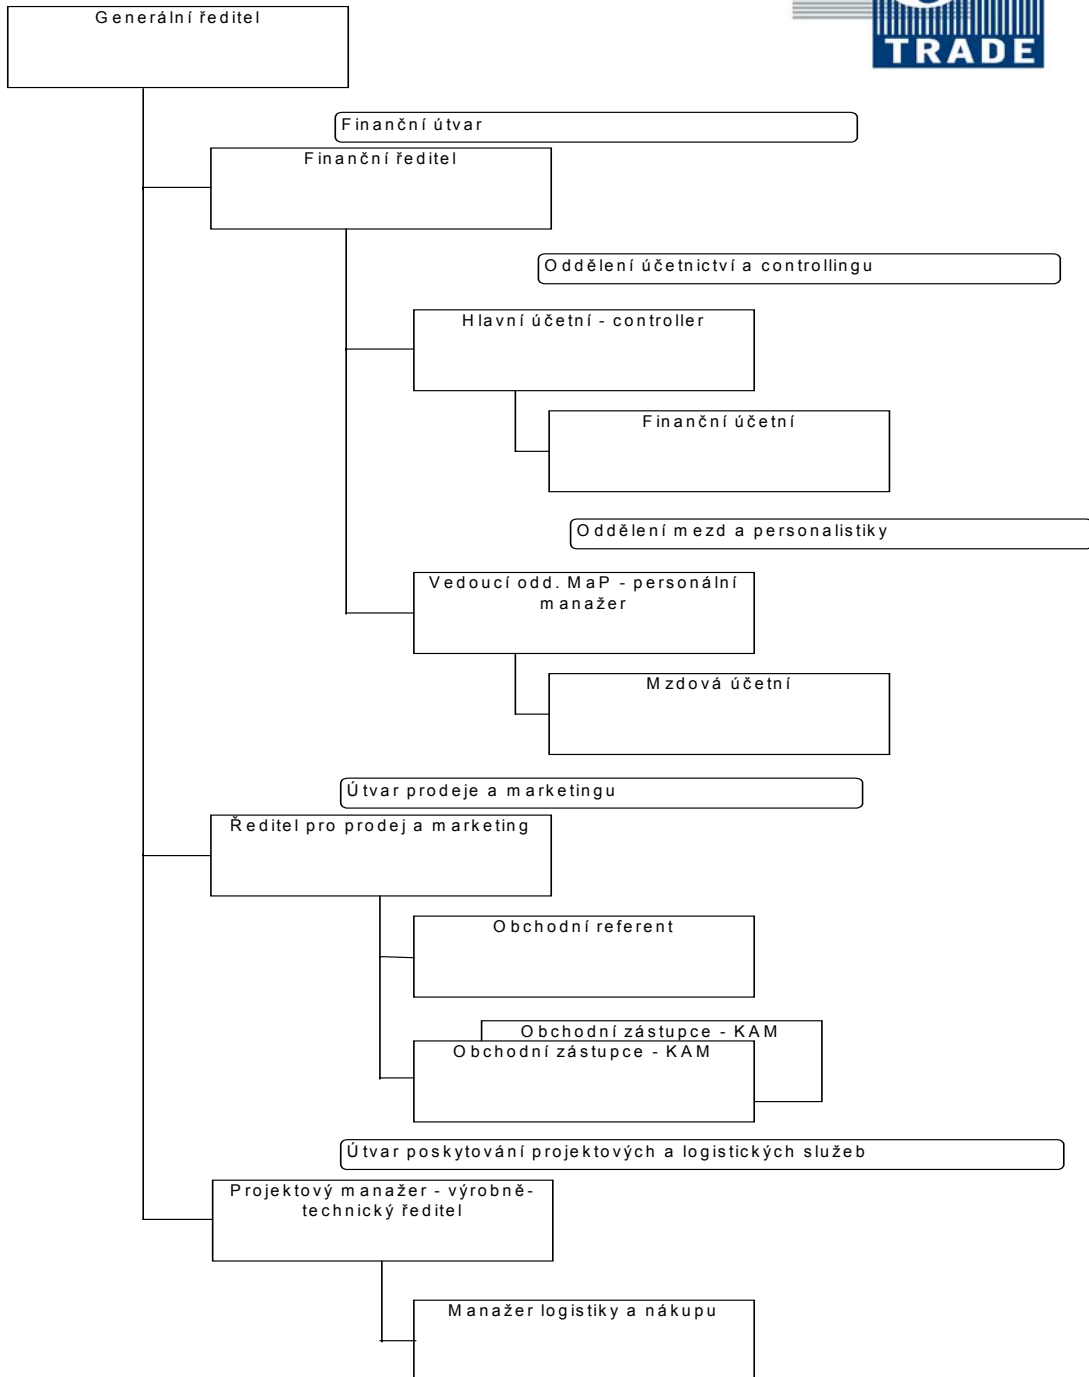 Generální ředitel
TRADE
Finanční útvar
Finanční ředitel
Oddělení účetnictví a controllingu
Hlavní účetní - controller
Finanční účetní
Oddělení mezd a personalistiky
Vedoucí odd. MaP - personální
manažer
Mzdová účetní
Útvar prodeje a marketingu
Ředitel pro prodej a marketing
Obchodní referent
Obchodní zástupce - KAM
Obchodní zástupce - KAM
Útvar poskytování projektových a logistických služeb
Projektový manažer - výrobně-
technický ředitel
Manažer logistiky a nákupu